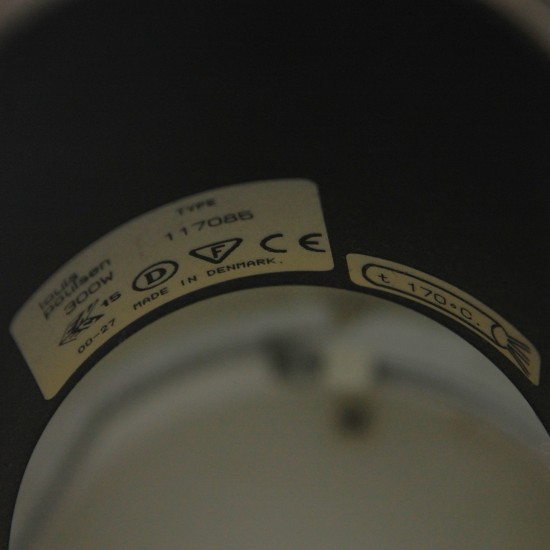 TYPE
117085
louis
poulsen
300W
15
D F CE
00-27 MADE IN DENMARK.
t 170°C.